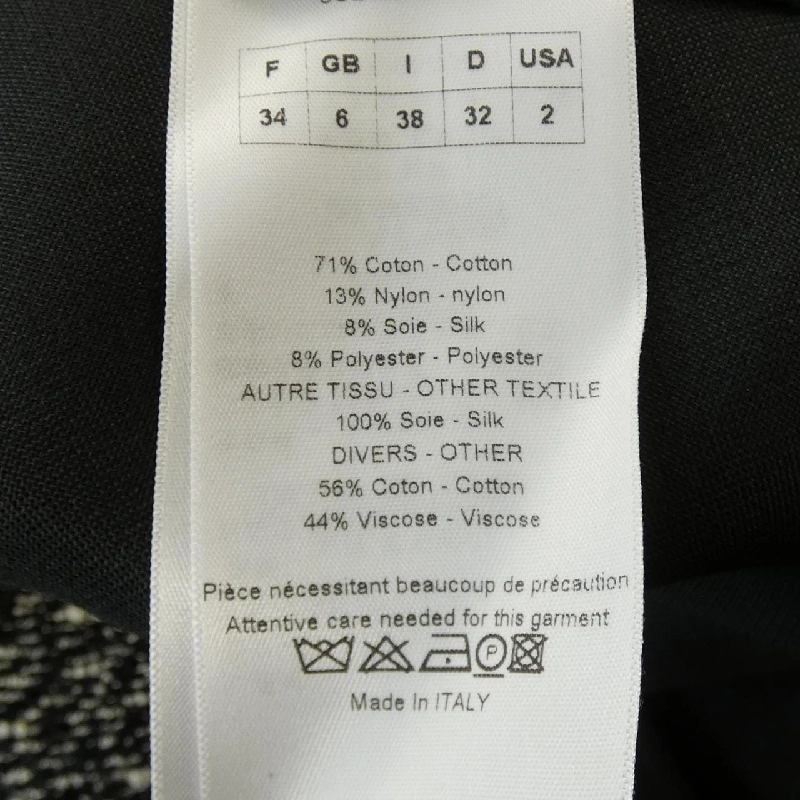 F GB I D USA
34 6 38 32 2
71% Coton - Cotton
13% Nylon - nylon
8% Soie - Silk
8% Polyester - Polyester
AUTRE TISSU - OTHER TEXTILE
100% Soie - Silk
DIVERS - OTHER
56% Coton - Cotton
44% Viscose - Viscose
Pièce nécessitant beaucoup de précaution
Attentive care needed for this garment
P
Made In ITALY